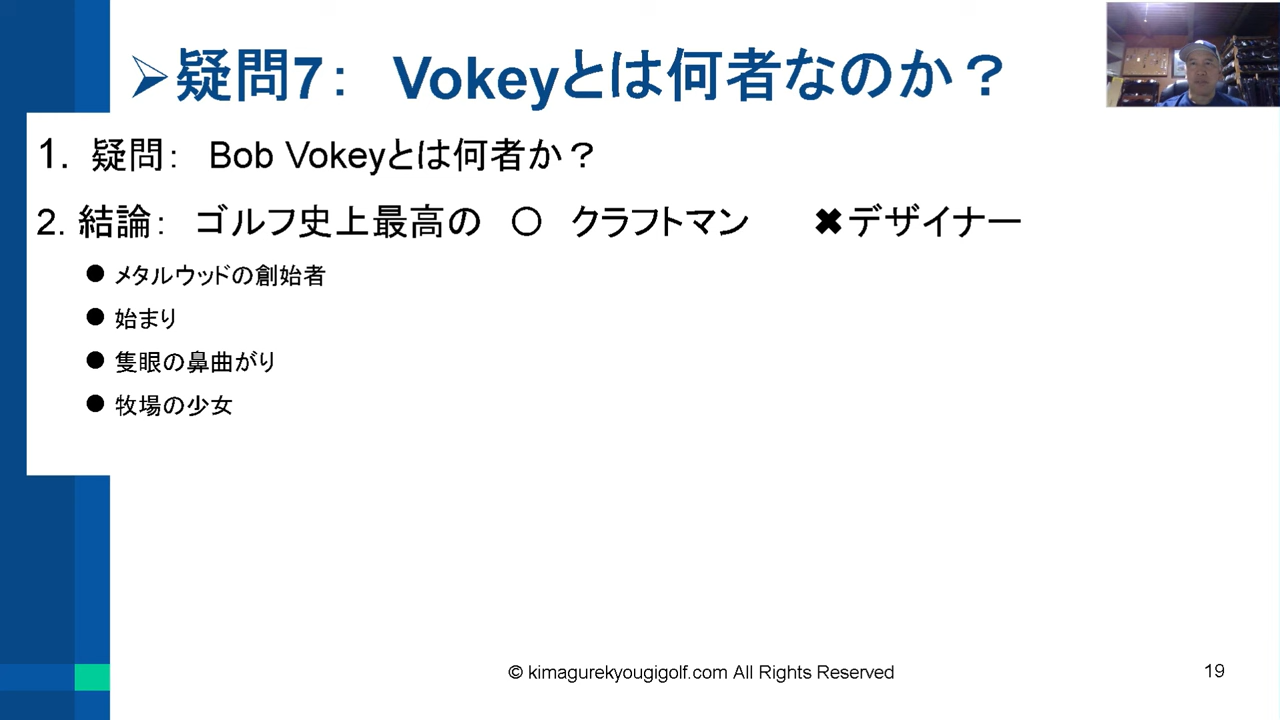 ➢疑問7： Vokeyとは何者なのか？
1. 疑問： Bob Vokeyとは何者か？
2. 結論： ゴルフ史上最高の ○ クラフトマン ✖デザイナー
● メタルウッドの創始者
● 始まり
● 隻眼の鼻曲がり
● 牧場の少女
© kimagurekyougigolf.com All Rights Reserved
19